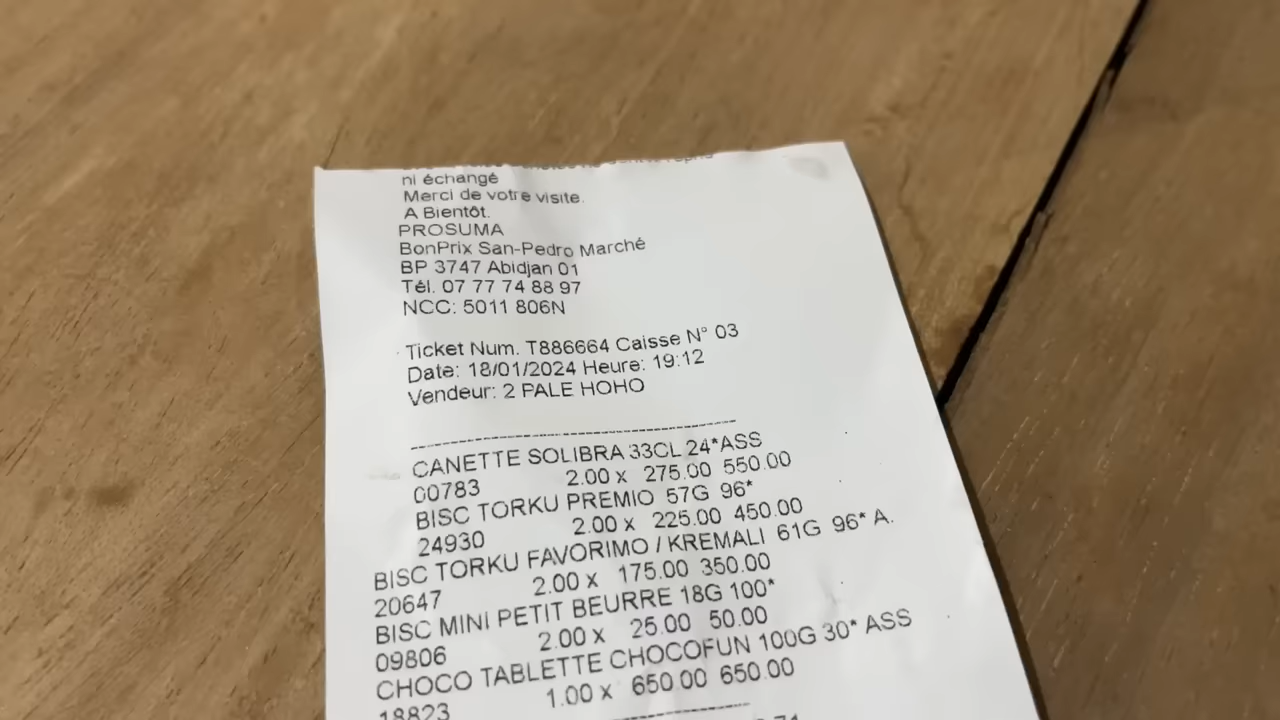 ni échangé
Merci de votre visite.
A Bientôt.
PROSUMA
BonPrix San-Pedro Marché
BP 3747 Abidjan 01
Tél. 07 77 74 88 97
NCC: 5011 806N
Ticket Num. T886664 Caisse N° 03
Date: 18/01/2024 Heure: 19:12
Vendeur: 2 PALE HOHO
CANETTE SOLIBRA 33CL 24*ASS
00783 2.00 x 275.00 550.00
BISC TORKU PREMIO 57G 96*
24930 2.00 x 225.00 450.00
BISC TORKU FAVORIMO / KREMALI 61G 96* A.
20647 2.00 x 175.00 350.00
BISC MINI PETIT BEURRE 18G 100*
09806 2.00 x 25.00 50.00
CHOCO TABLETTE CHOCOFUN 100G 30* ASS
18823 1.00 x 650.00 650.00